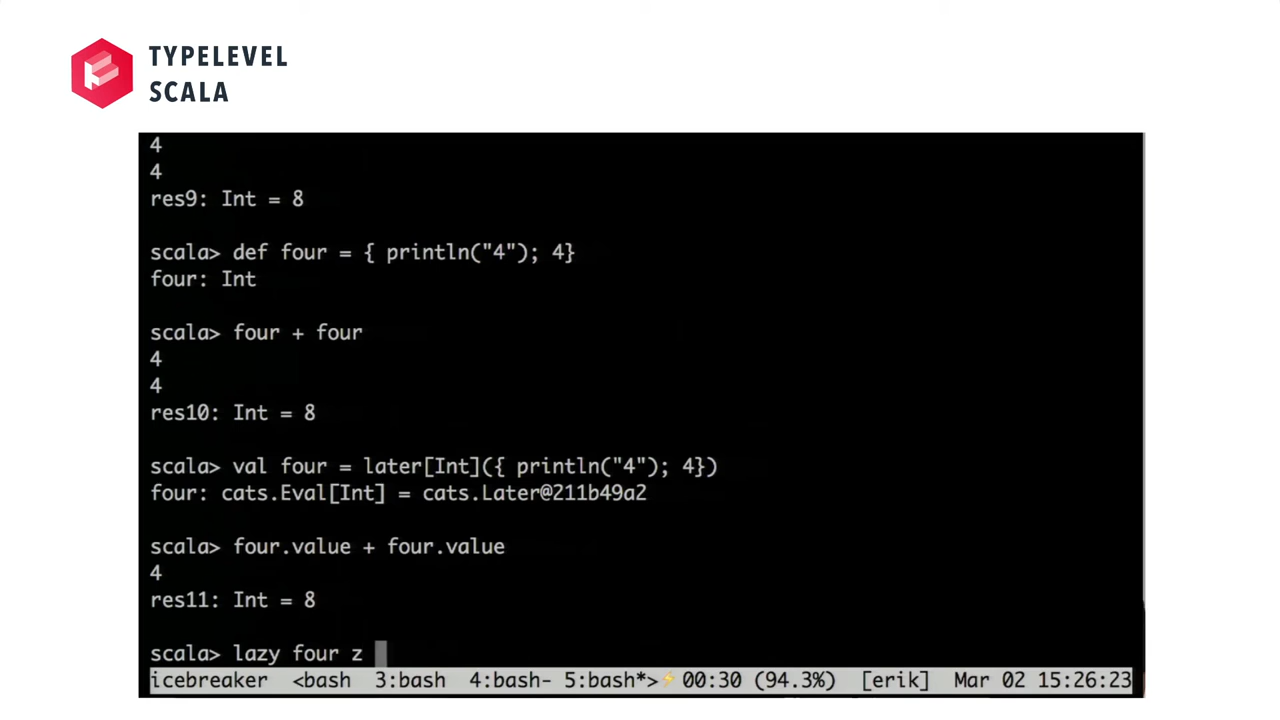 TYPELEVEL
SCALA
4
4
res9: Int = 8
scala> def four = { println("4"); 4}
four: Int
scala> four + four
4
4
res10: Int = 8
scala> val four = later[Int]({ println("4"); 4})
four: cats.Eval[Int] = cats.Later@211b49a2
scala> four.value + four.value
4
res11: Int = 8
scala> lazy four z
icebreaker <bash 3:bash 4:bash- 5:bash*>⚡00:30 (94.3%) [erik] Mar 02 15:26:23